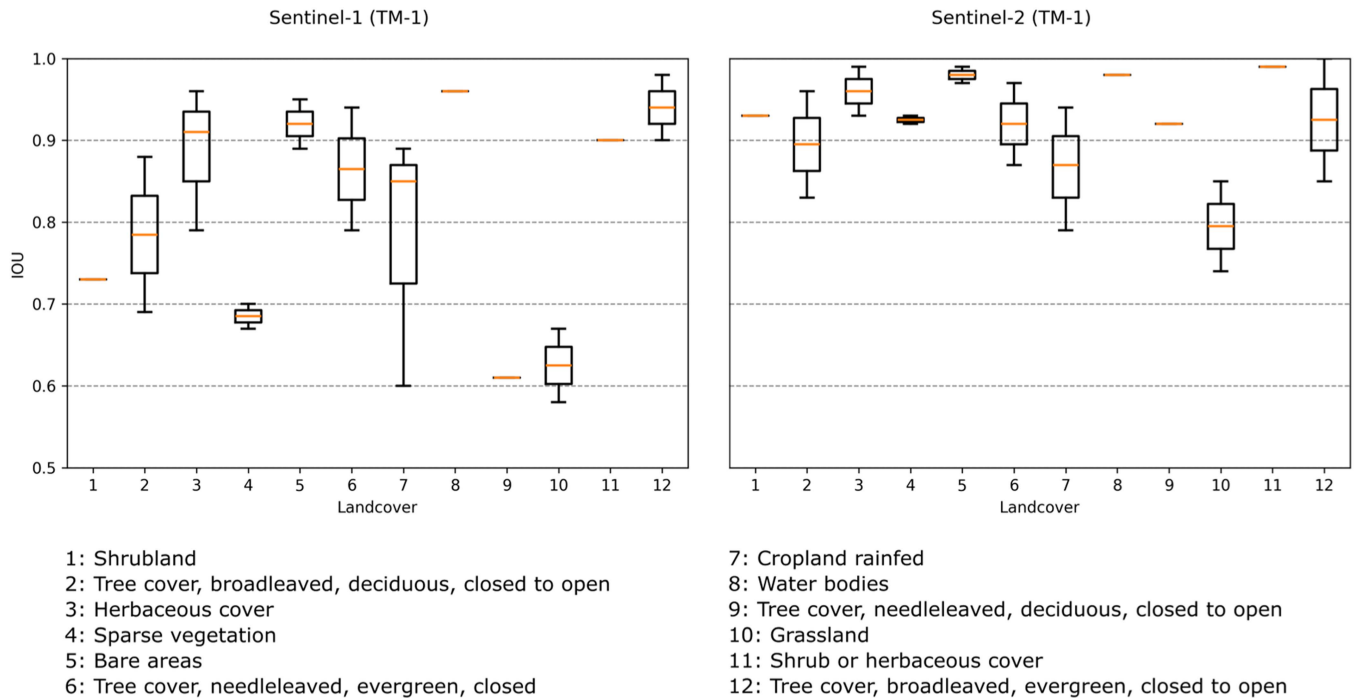 Sentinel-1 (TM-1)
Sentinel-2 (TM-1)
IOU
1.0
0.9
0.8
0.7
0.6
0.5
1 2 3 4 5 6 7 8 9 10 11 12
Landcover
1 2 3 4 5 6 7 8 9 10 11 12
Landcover
1: Shrubland
2: Tree cover, broadleaved, deciduous, closed to open
3: Herbaceous cover
4: Sparse vegetation
5: Bare areas
6: Tree cover, needleleaved, evergreen, closed
7: Cropland rainfed
8: Water bodies
9: Tree cover, needleleaved, deciduous, closed to open
10: Grassland
11: Shrub or herbaceous cover
12: Tree cover, broadleaved, evergreen, closed to open